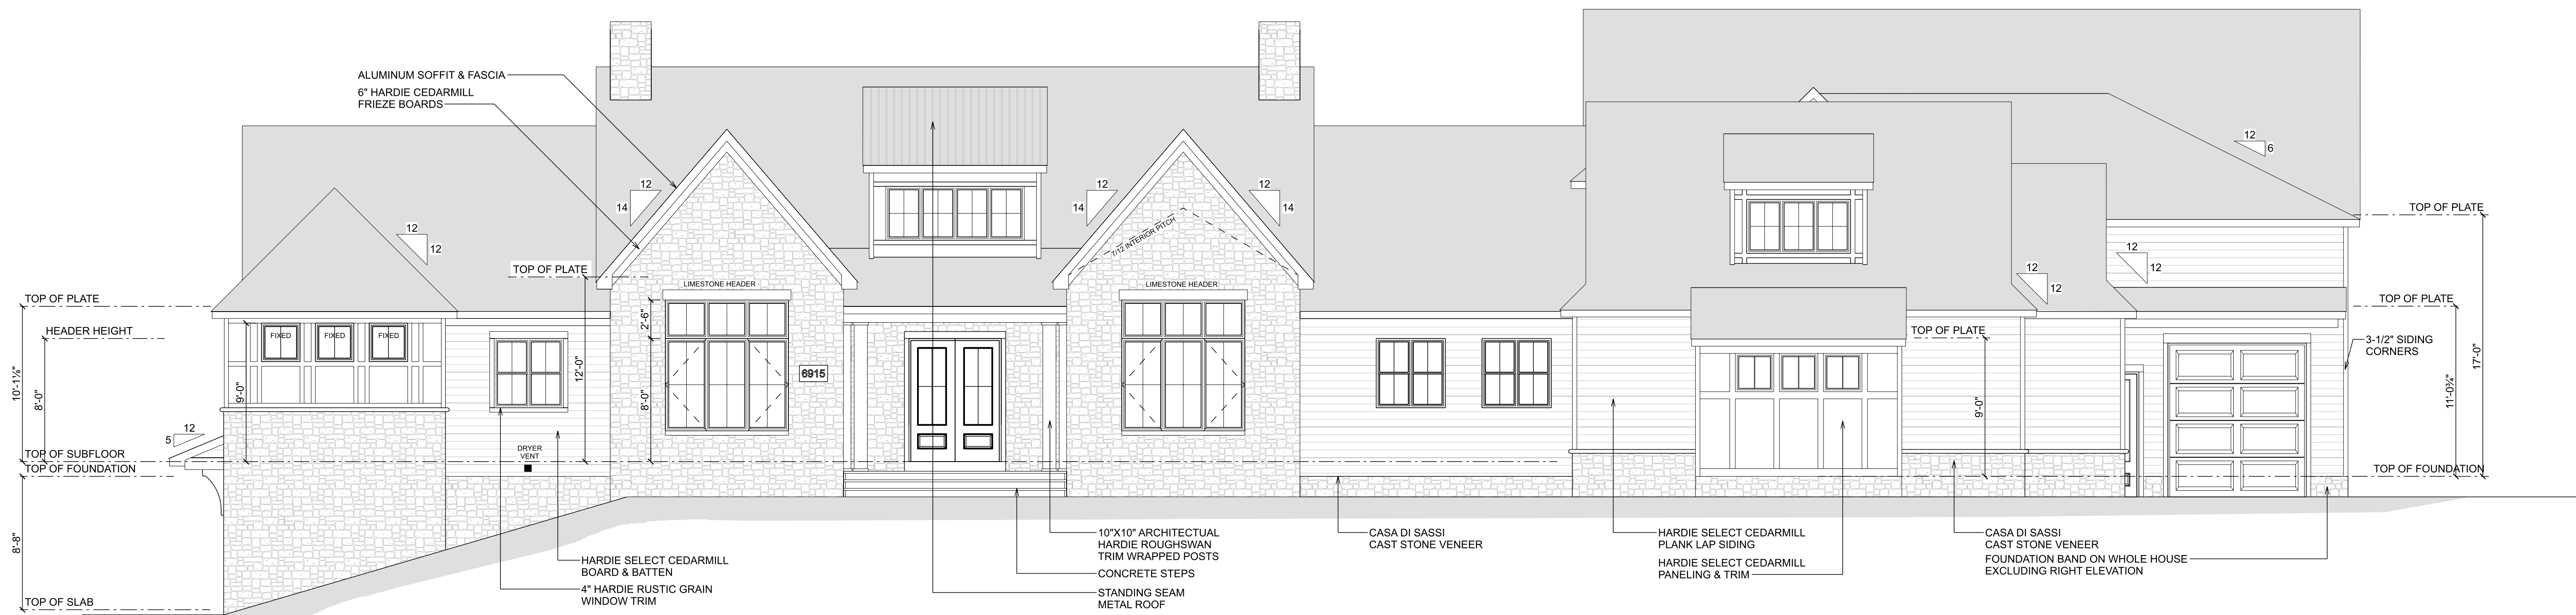 ALUMINUM SOFFIT & FASCIA
6" HARDIE CEDARMILL
FRIEZE BOARDS
12
14
12
14
12
14
12
6
12
12
TOP OF PLATE
7/12 INTERIOR PITCH
TOP OF PLATE
12
12
12
12
TOP OF PLATE
LIMESTONE HEADER
LIMESTONE HEADER
TOP OF PLATE
HEADER HEIGHT
FIXED
FIXED
FIXED
2'-6"
12'-0"
8'-0"
9'-0"
10'-1⅛"
8'-0"
6915
TOP OF PLATE
9'-0"
3-1/2" SIDING
CORNERS
17'-0"
11'-0¾"
12
5
TOP OF SUBFLOOR
TOP OF FOUNDATION
DRYER
VENT
TOP OF FOUNDATION
8'-8"
TOP OF SLAB
HARDIE SELECT CEDARMILL
BOARD & BATTEN
4" HARDIE RUSTIC GRAIN
WINDOW TRIM
10"X10" ARCHITECTUAL
HARDIE ROUGHSWAN
TRIM WRAPPED POSTS
CONCRETE STEPS
STANDING SEAM
METAL ROOF
CASA DI SASSI
CAST STONE VENEER
HARDIE SELECT CEDARMILL
PLANK LAP SIDING
HARDIE SELECT CEDARMILL
PANELING & TRIM
CASA DI SASSI
CAST STONE VENEER
FOUNDATION BAND ON WHOLE HOUSE
EXCLUDING RIGHT ELEVATION